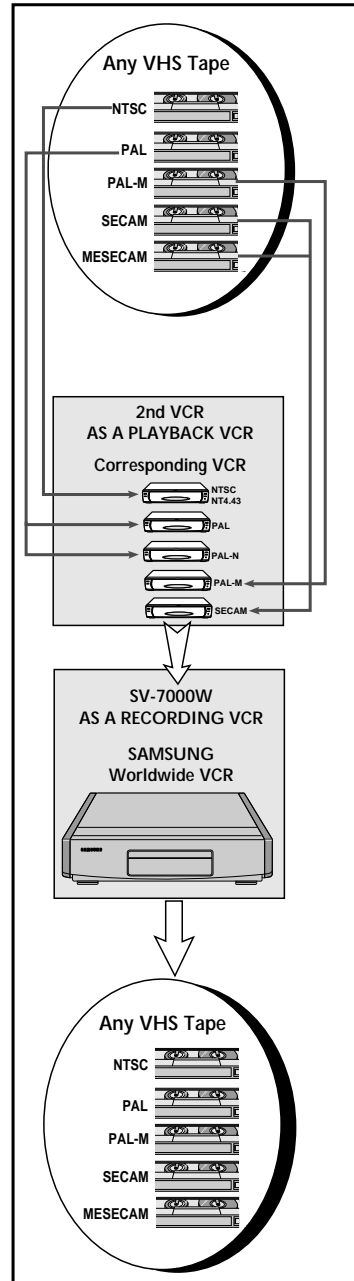 Any VHS Tape
NTSC
PAL
PAL-M
SECAM
MESECAM
2nd VCR
AS A PLAYBACK VCR
Corresponding VCR
NTSC
NT4.43
PAL
PAL-N
PAL-M
SECAM
SV-7000W
AS A RECORDING VCR
SAMSUNG
Worldwide VCR
SAMSUNG
Any VHS Tape
NTSC
PAL
PAL-M
SECAM
MESECAM